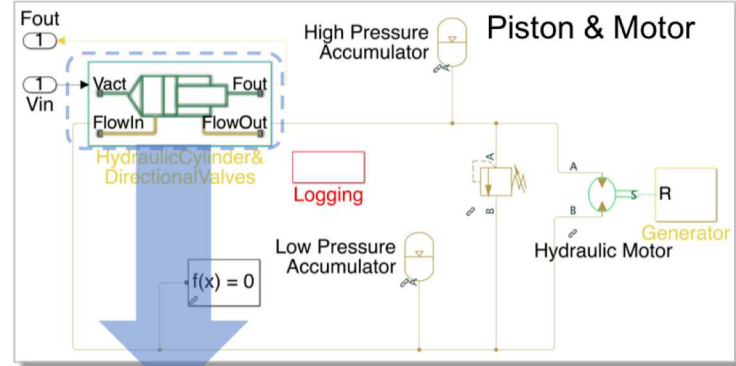 Fout
1
High Pressure
Accumulator
Piston & Motor
1
Vin
Vact
Fout
FlowIn
FlowOut
HydraulicCylinder&
DirectionalValves
Logging
A
A
B
A
B
S
R
Generator
Hydraulic Motor
Low Pressure
Accumulator
A
f(x) = 0